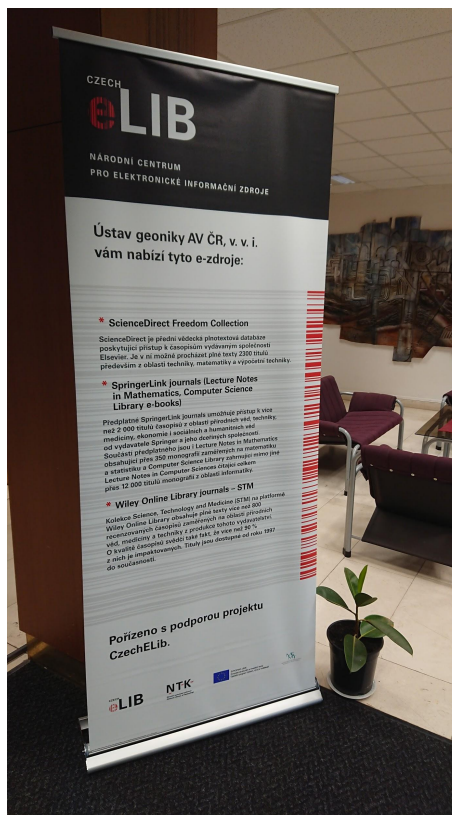 CZECH
eLIB
NÁRODNÍ CENTRUM
PRO ELEKTRONICKÉ INFORMAČNÍ ZDROJE
Ústav geoniky AV ČR, v. v. i.
vám nabízí tyto e-zdroje:
* ScienceDirect Freedom Collection
ScienceDirect je přední vědecká plnotextová databáze
poskytující přístup k časopisům vydavaným společností
Elsevier. Je v ní možné procházet plné texty 2300 titulů
především z oblasti techniky, matematiky a výpočetní techniky.
* SpringerLink journals (Lecture Notes
in Mathematics, Computer Science
Library e-books)
Předplatné SpringerLink journals umožňuje přístup k více
než 2 000 titulů časopisů z oblasti přírodních věd, techniky,
medicíny, ekonomie i sociálních a humanitních věd
od vydavatele Springer a jeho dceřiných společností.
Součástí předplatného jsou i Lecture Notes in Mathematics
obsahující přes 350 monografií zaměřených na matematiku
a statistiku a Computer Science Library zahrnující mimo jiné
Lecture Notes in Computer Sciences čítající celkem
přes 12 000 titulů monografií z oblasti informatiky.
* Wiley Online Library journals – STM
Kolekce Science, Technology and Medicine (STM) na platformě
Wiley Online Library obsahuje plné texty více než 800
recenzovaných časopisů zaměřených na oblasti přírodních
věd, medicíny a techniky z produkce tohoto vydavatelství.
O kvalitě časopisů svědčí také fakt, že více než 90 %
z nich je impaktovaných. Tituly jsou dostupné od roku 1997
do současnosti.
Pořízeno s podporou projektu
CzechELib.
CZECH
eLIB
NTK